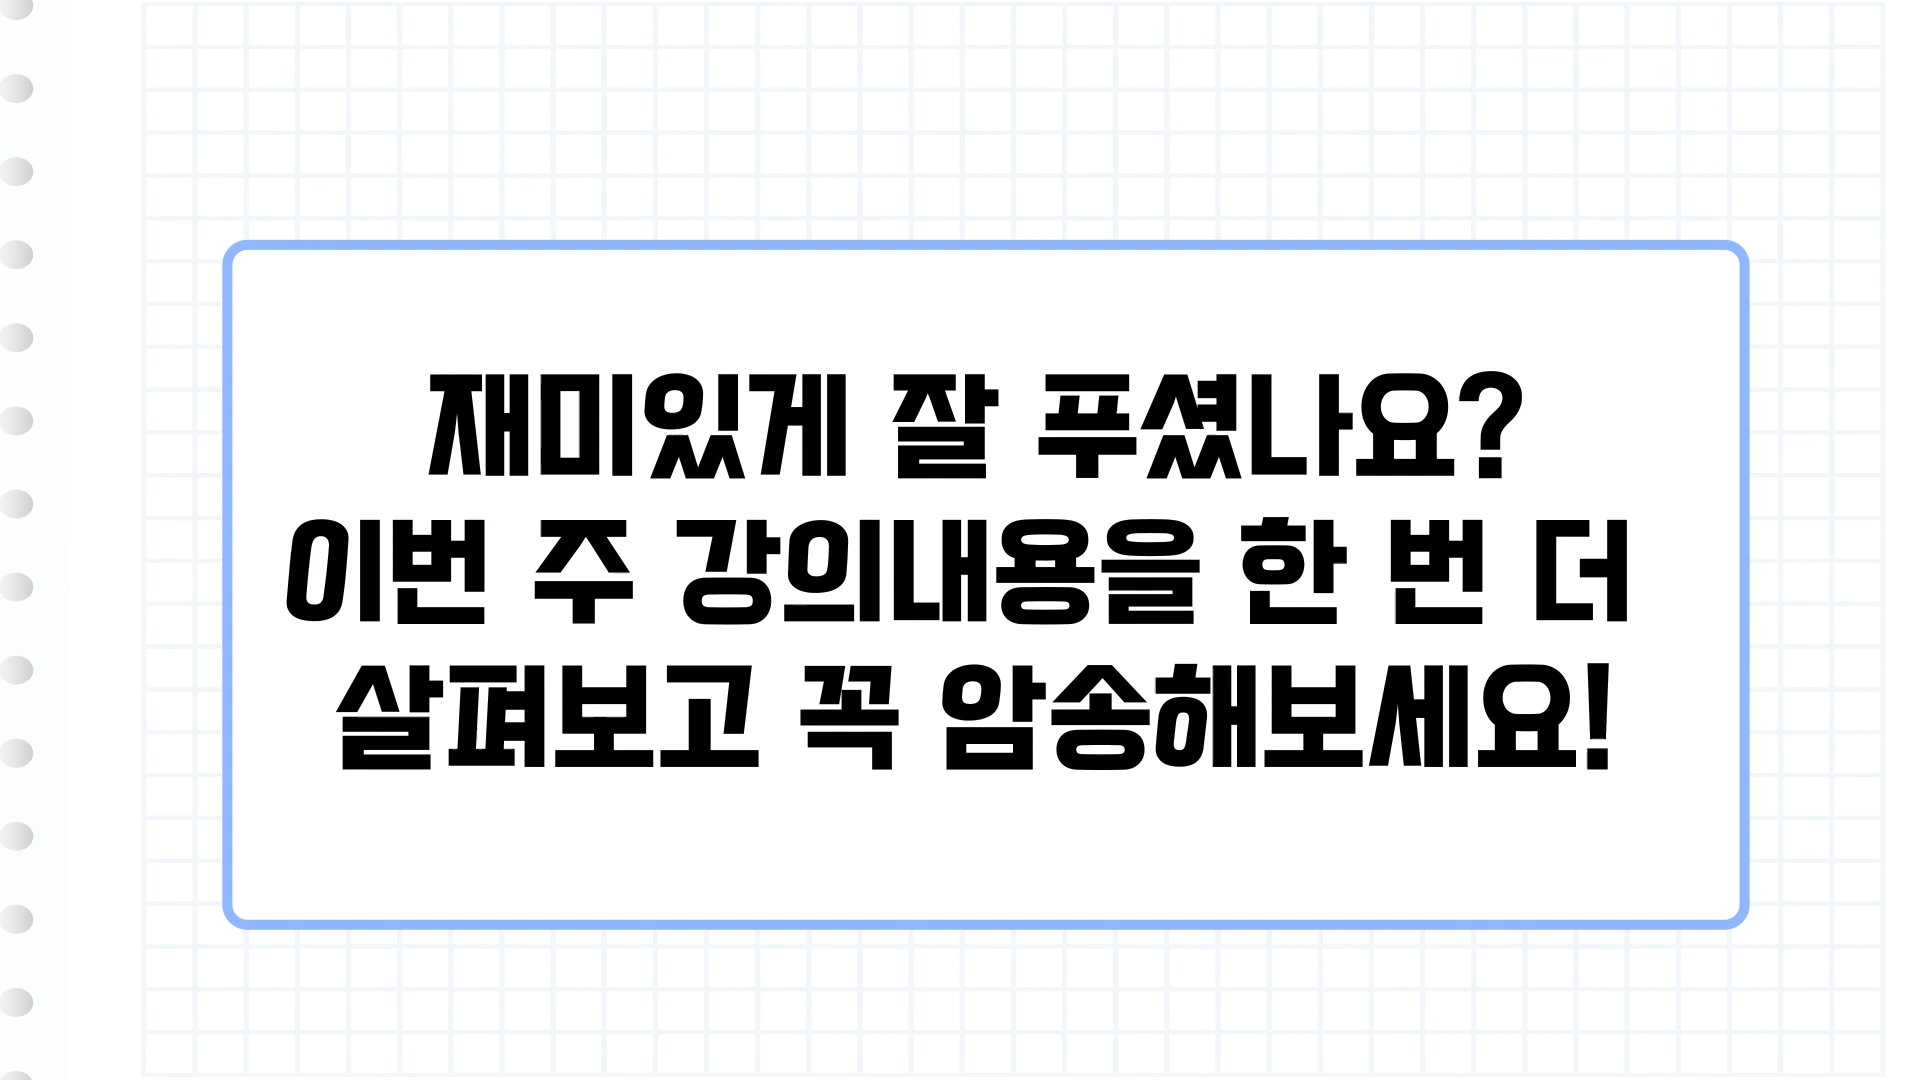 재미있게 잘 푸셨나요?
이번 주 강의내용을 한 번 더
살펴보고 꼭 암송해보세요!